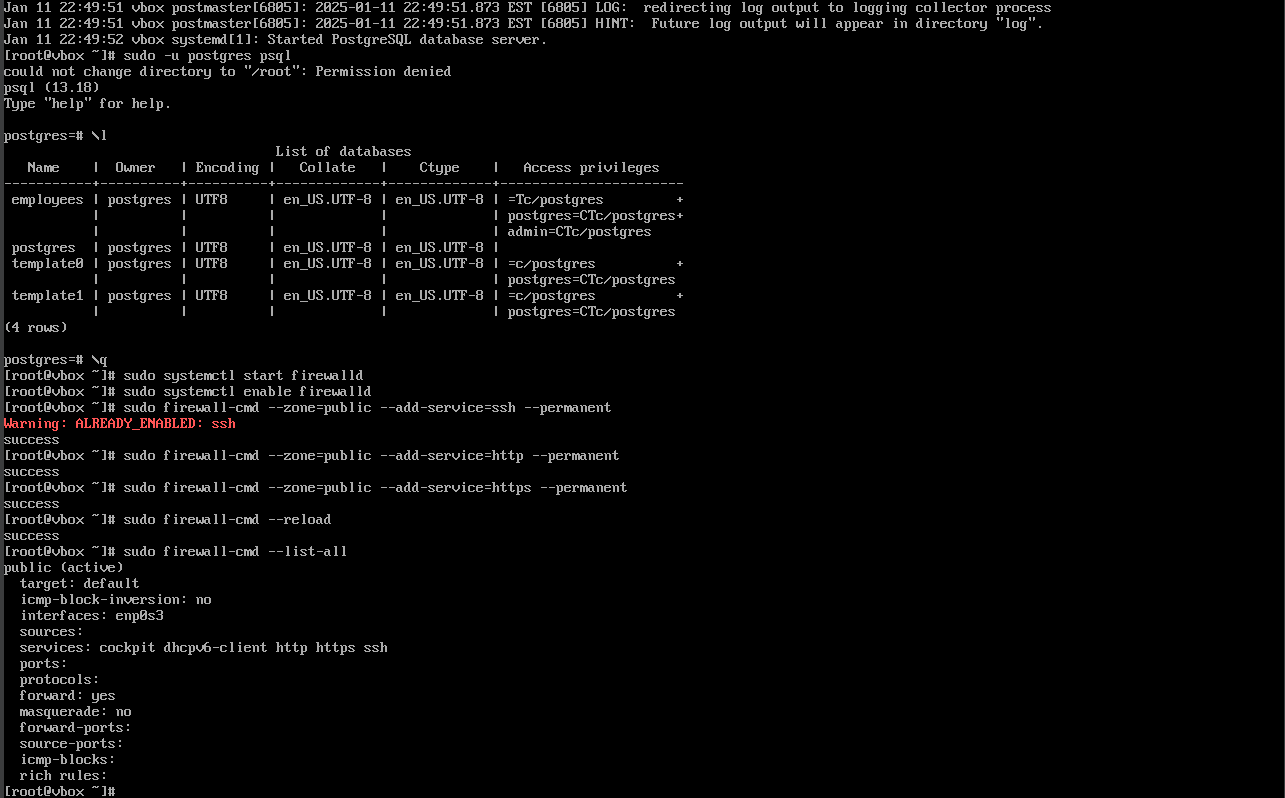 Jan 11 22:49:51 vbox postmaster[6805]: 2025-01-11 22:49:51.873 EST [6805] LOG:  redirecting log output to logging collector process
Jan 11 22:49:51 vbox postmaster[6805]: 2025-01-11 22:49:51.873 EST [6805] HINT:  Future log output will appear in directory "log".
Jan 11 22:49:52 vbox systemd[1]: Started PostgreSQL database server.
[root@vbox ~]# sudo -u postgres psql
could not change directory to "/root": Permission denied
psql (13.18)
Type "help" for help.

postgres=# \l
                                  List of databases
   Name    |  Owner   | Encoding |   Collate   |    Ctype    |   Access privileges
-----------+----------+----------+-------------+-------------+-----------------------
 employees | postgres | UTF8     | en_US.UTF-8 | en_US.UTF-8 | =Tc/postgres         +
           |          |          |             |             | postgres=CTc/postgres+
           |          |          |             |             | admin=CTc/postgres
 postgres  | postgres | UTF8     | en_US.UTF-8 | en_US.UTF-8 |
 template0 | postgres | UTF8     | en_US.UTF-8 | en_US.UTF-8 | =c/postgres          +
           |          |          |             |             | postgres=CTc/postgres
 template1 | postgres | UTF8     | en_US.UTF-8 | en_US.UTF-8 | =c/postgres          +
           |          |          |             |             | postgres=CTc/postgres
(4 rows)

postgres=# \q
[root@vbox ~]# sudo systemctl start firewalld
[root@vbox ~]# sudo systemctl enable firewalld
[root@vbox ~]# sudo firewall-cmd --zone=public --add-service=ssh --permanent
Warning: ALREADY_ENABLED: ssh
success
[root@vbox ~]# sudo firewall-cmd --zone=public --add-service=http --permanent
success
[root@vbox ~]# sudo firewall-cmd --zone=public --add-service=https --permanent
success
[root@vbox ~]# sudo firewall-cmd --reload
success
[root@vbox ~]# sudo firewall-cmd --list-all
public (active)
  target: default
  icmp-block-inversion: no
  interfaces: enp0s3
  sources:
  services: cockpit dhcpv6-client http https ssh
  ports:
  protocols:
  forward: yes
  masquerade: no
  forward-ports:
  source-ports:
  icmp-blocks:
  rich rules:
[root@vbox ~]#